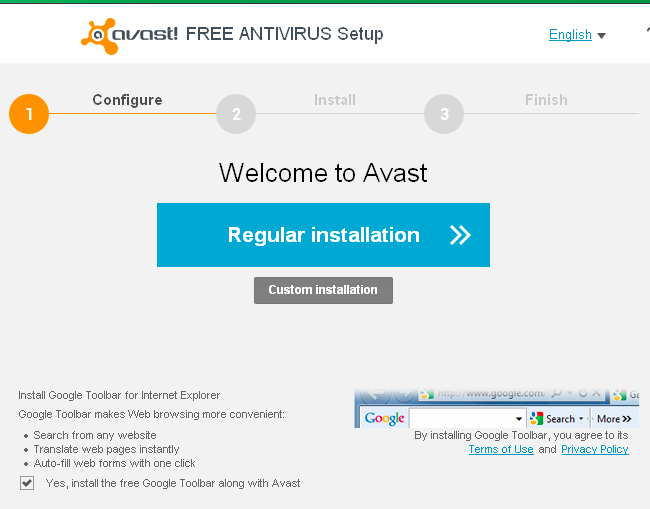 avast! FREE ANTIVIRUS Setup
English
1 Configure 2 Install 3 Finish
Welcome to Avast
Regular installation
Custom installation
Install Google Toolbar for Internet Explorer
Google Toolbar makes Web browsing more convenient:
• Search from any website
• Translate web pages instantly
• Auto-fill web forms with one click
Yes, install the free Google Toolbar along with Avast
http://www.google.com/
Google Search More »
By installing Google Toolbar, you agree to its
Terms of Use and Privacy Policy